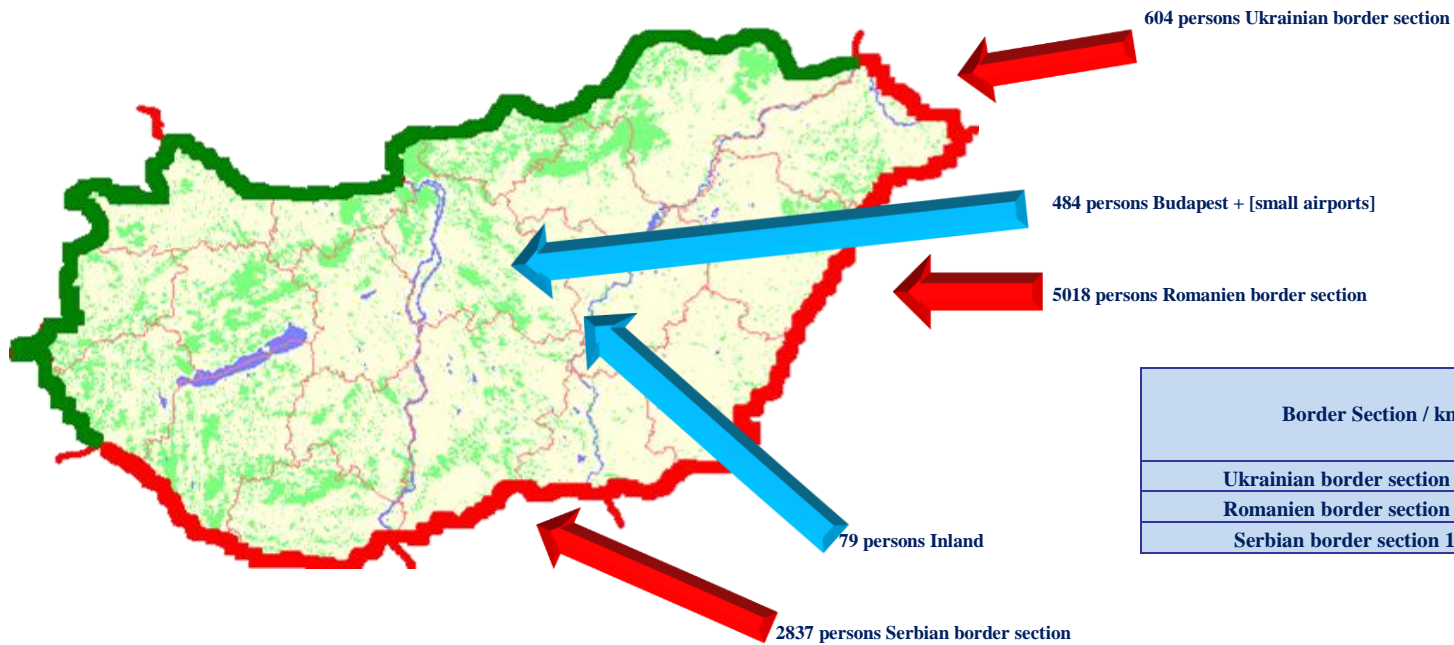 604 persons Ukrainian border section
484 persons Budapest + [small airports]
5018 persons Romanien border section
79 persons Inland
2837 persons Serbian border section
Border Section /
Ukrainian border section
Romanien border section
Serbian border section 1